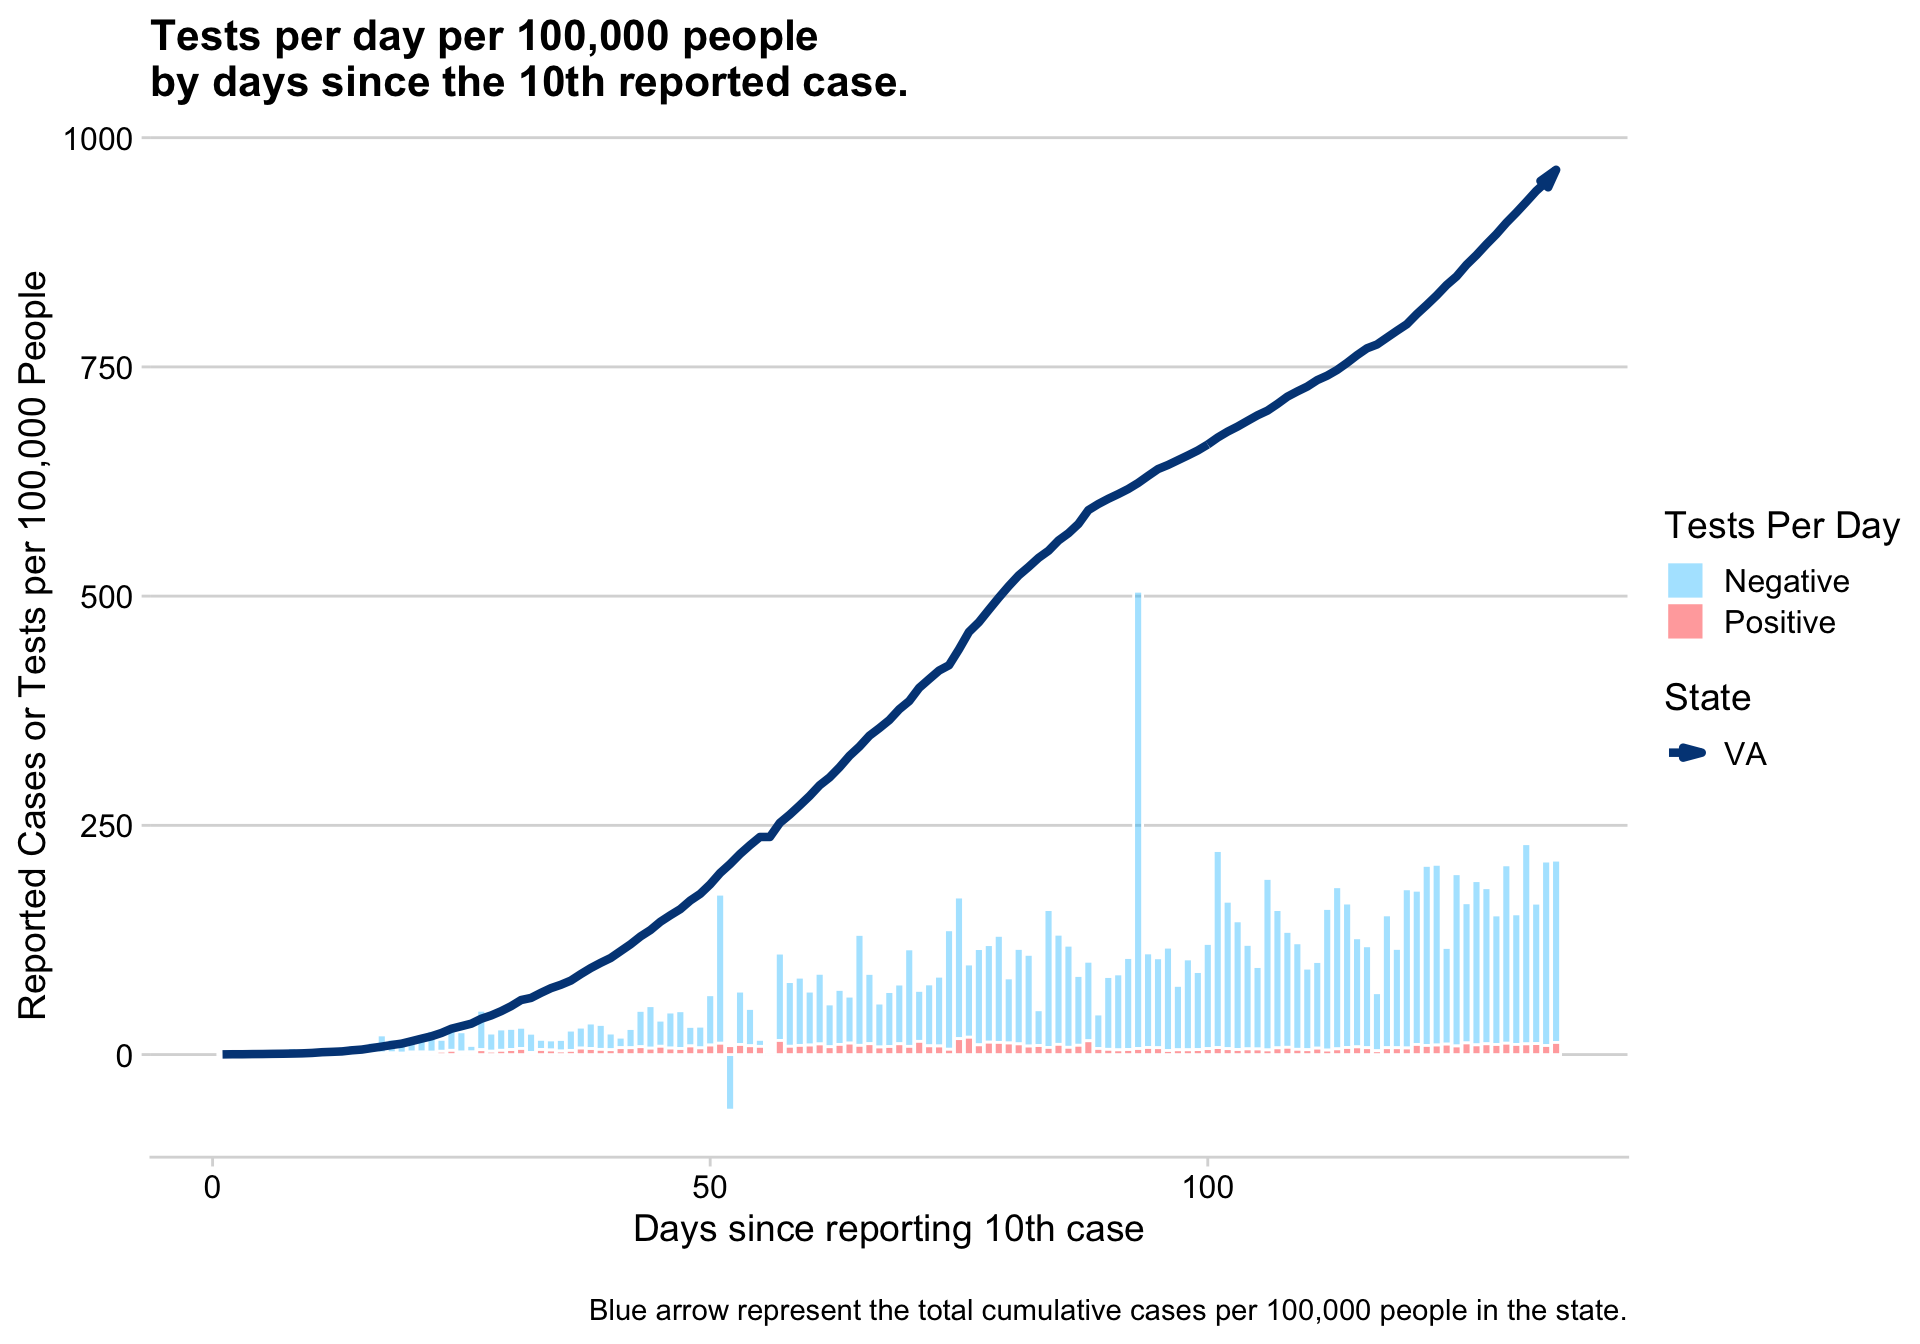 Tests per day per 100,000 people
by days since the 10th reported case.
Reported Cases or Tests per 100,000 People
1000
750
500
250
0
0
50
100
Days since reporting 10th case
Tests Per Day
Negative
Positive
State
VA
Blue arrow represent the total cumulative cases per 100,000 people in the state.